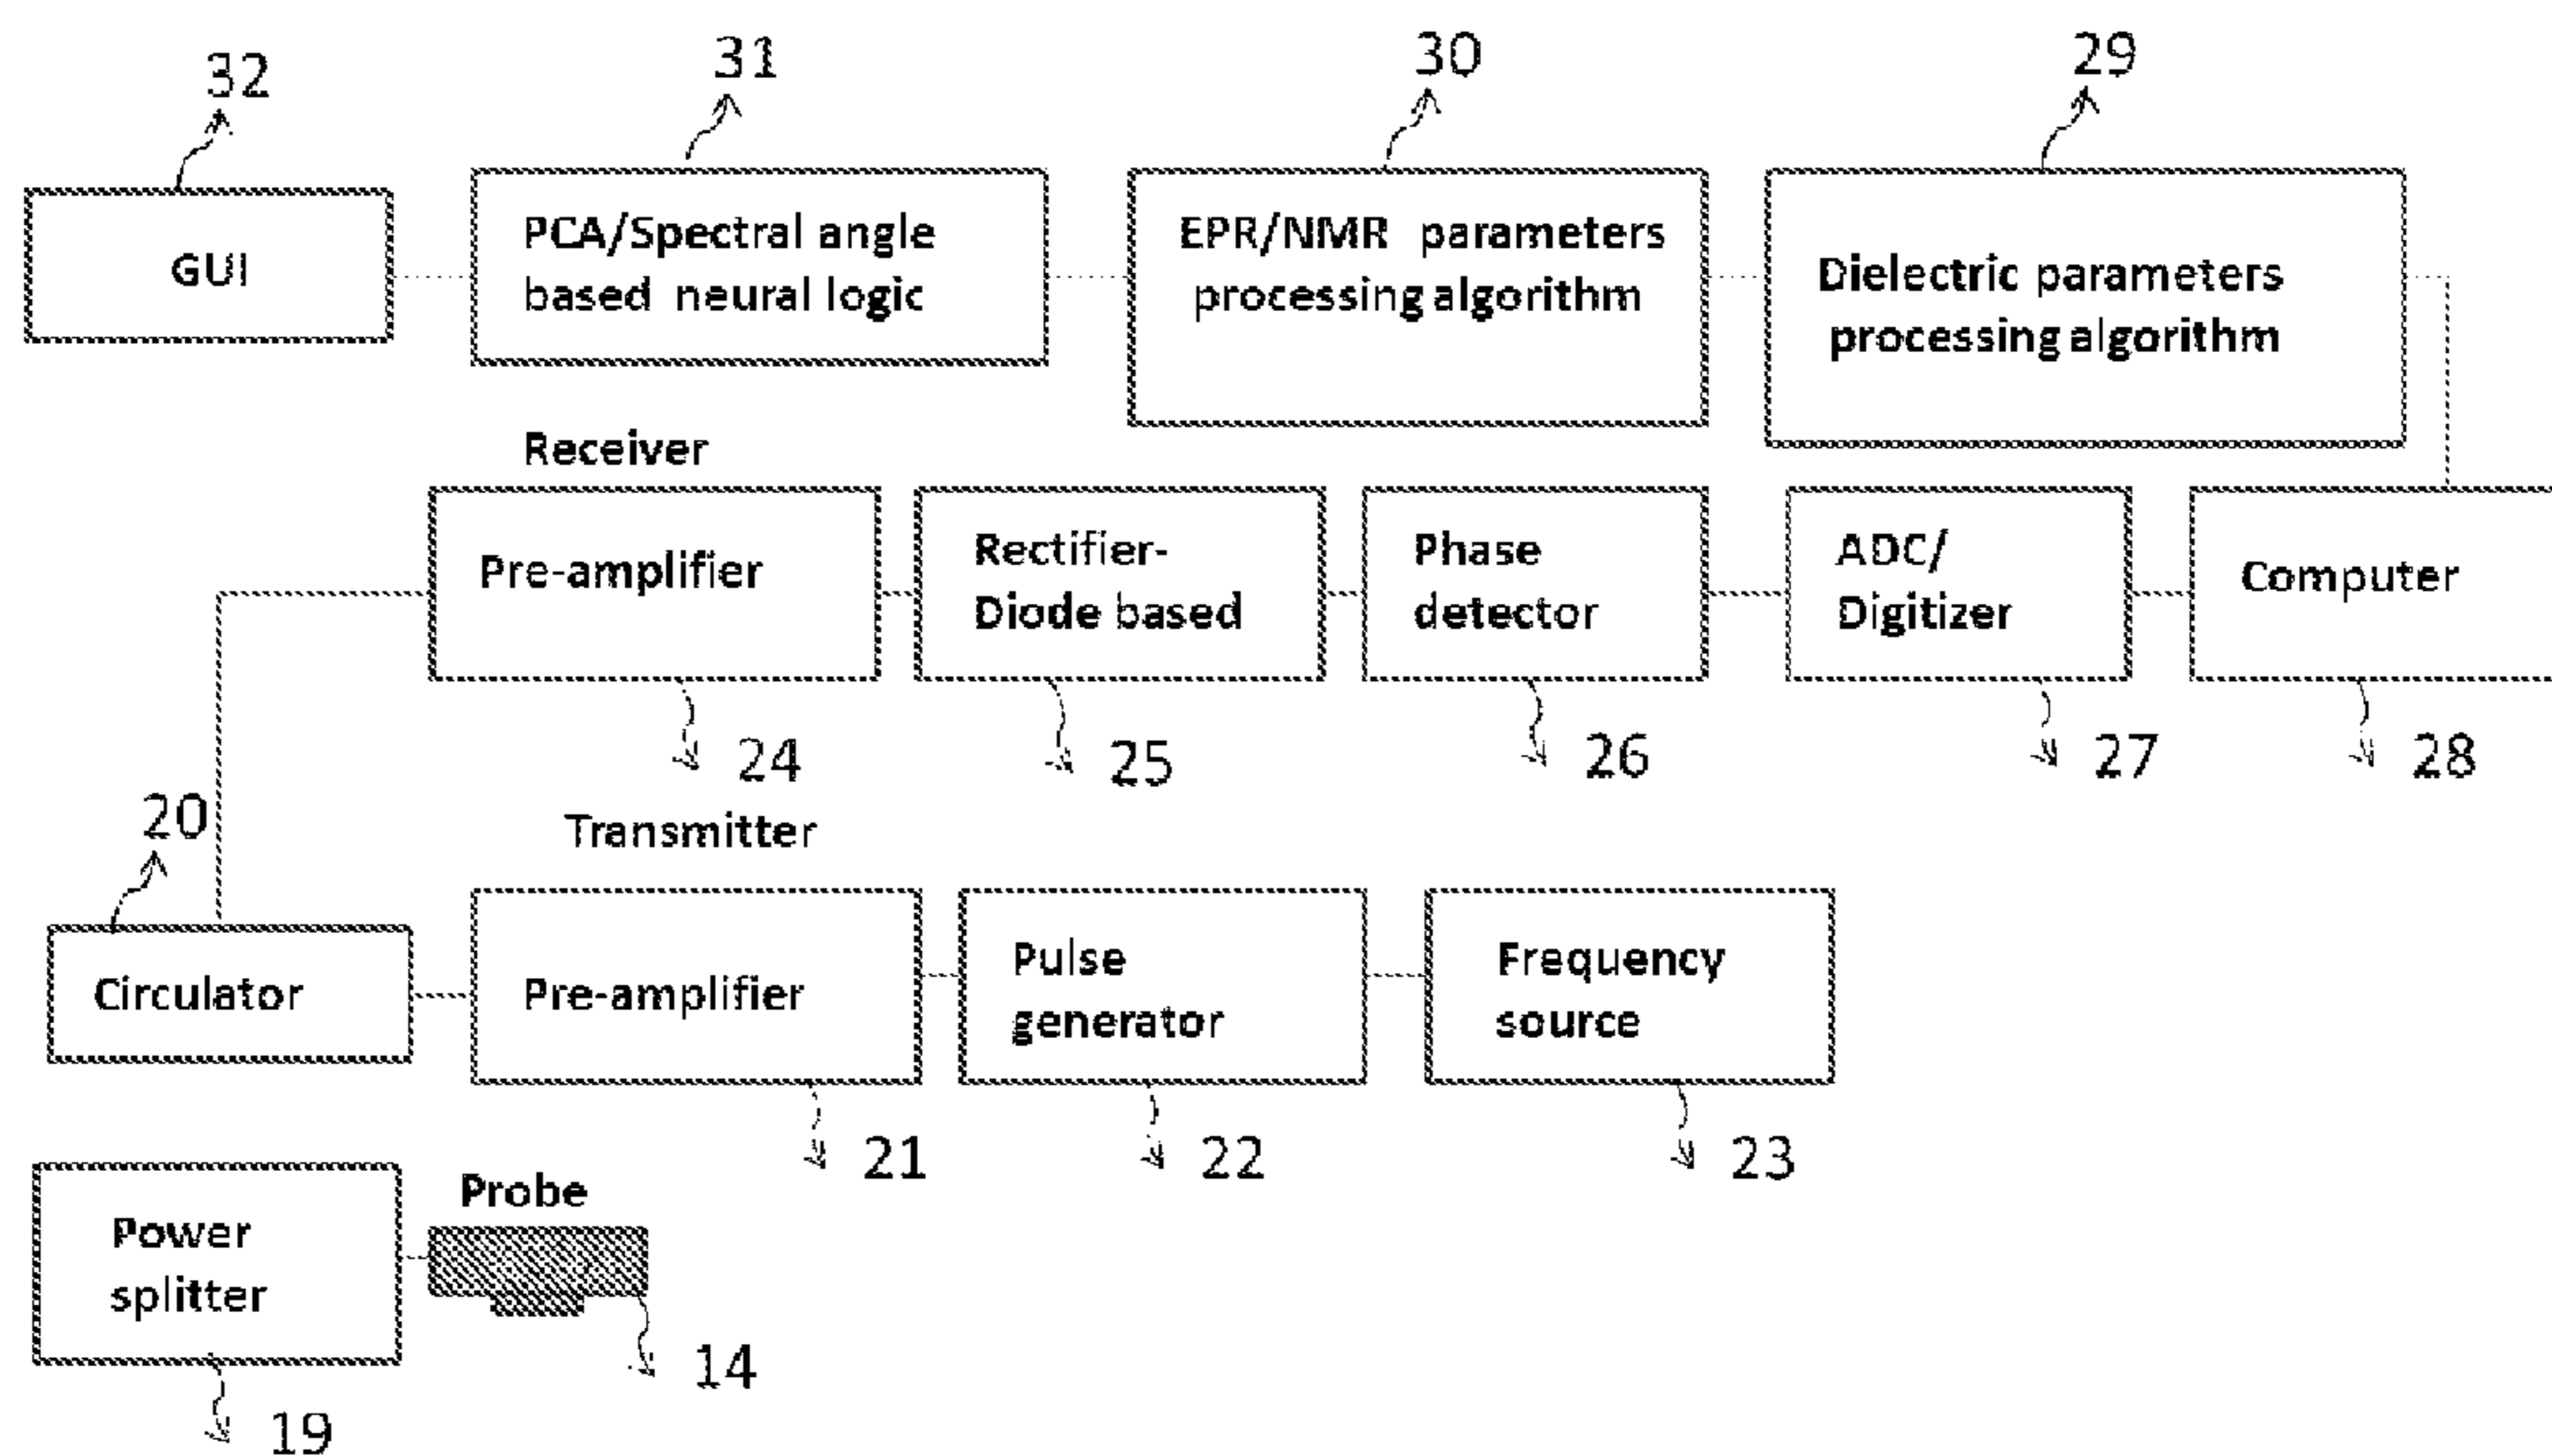 32
31
30
29
GUI
PCA/Spectral angle
based neural logic
EPR/NMR parameters
processing algorithm
Dielectric parameters
processing algorithm
Receiver
Pre-amplifier
Rectifier-
Diode based
Phase
detector
ADC/
Digitizer
Computer
24
25
26
27
28
20
Transmitter
Circulator
Pre-amplifier
Pulse
generator
Frequency
source
21
22
23
Power
splitter
Probe
14
19